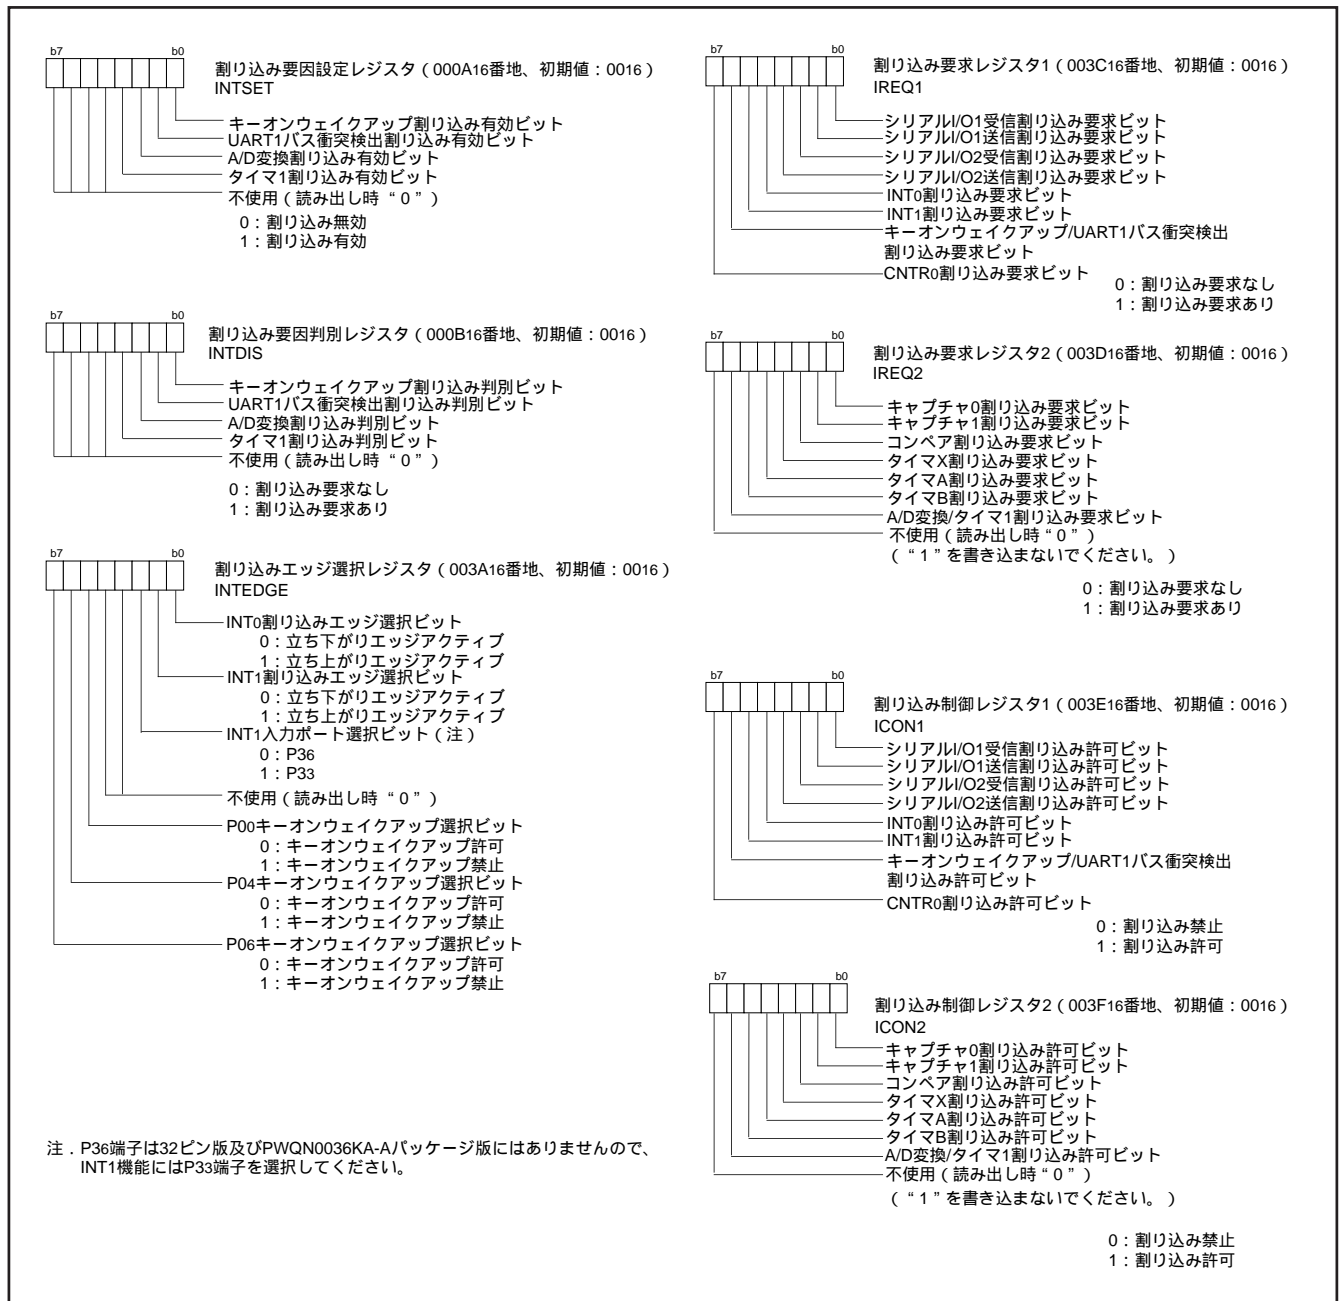 b7 b0
割り込み要因設定レジスタ（000A16番地、初期値：0016）
INTSET
キーオンウェイクアップ割り込み有効ビット
UART1バス衝突検出割り込み有効ビット
A/D変換割り込み有効ビット
タイマ1割り込み有効ビット
不使用（読み出し時“0”）
0：割り込み無効
1：割り込み有効
b7 b0
割り込み要因判別レジスタ（000B16番地、初期値：0016）
INTDIS
キーオンウェイクアップ割り込み判別ビット
UART1バス衝突検出割り込み判別ビット
A/D変換割り込み判別ビット
タイマ1割り込み判別ビット
不使用（読み出し時“0”）
0：割り込み要求なし
1：割り込み要求あり
b7 b0
割り込みエッジ選択レジスタ（003A16番地、初期値：0016）
INTEDGE
INT0割り込みエッジ選択ビット
0：立ち下がりエッジアクティブ
1：立ち上がりエッジアクティブ
INT1割り込みエッジ選択ビット
0：立ち下がりエッジアクティブ
1：立ち上がりエッジアクティブ
INT1入力ポート選択ビット（注）
0：P36
1：P33
不使用（読み出し時“0”）
P00キーオンウェイクアップ選択ビット
0：キーオンウェイクアップ許可
1：キーオンウェイクアップ禁止
P04キーオンウェイクアップ選択ビット
0：キーオンウェイクアップ許可
1：キーオンウェイクアップ禁止
P06キーオンウェイクアップ選択ビット
0：キーオンウェイクアップ許可
1：キーオンウェイクアップ禁止
注．P36端子は32ピン版及びPWQN0036KA-Aパッケージ版にはありませんので、
INT1機能にはP33端子を選択してください。
b7 b0
割り込み要求レジスタ1（003C16番地、初期値：0016）
IREQ1
シリアルI/O1受信割り込み要求ビット
シリアルI/O1送信割り込み要求ビット
シリアルI/O2受信割り込み要求ビット
シリアルI/O2送信割り込み要求ビット
INT0割り込み要求ビット
INT1割り込み要求ビット
キーオンウェイクアップ/UART1バス衝突検出
割り込み要求ビット
CNTR0割り込み要求ビット
0：割り込み要求なし
1：割り込み要求あり
b7 b0
割り込み要求レジスタ2（003D16番地、初期値：0016）
IREQ2
キャプチャ0割り込み要求ビット
キャプチャ1割り込み要求ビット
コンペア割り込み要求ビット
タイマX割り込み要求ビット
タイマA割り込み要求ビット
タイマB割り込み要求ビット
A/D変換/タイマ1割り込み要求ビット
不使用（読み出し時“0”）
（“1”を書き込まないでください。）
0：割り込み要求なし
1：割り込み要求あり
b7 b0
割り込み制御レジスタ1（003E16番地、初期値：0016）
ICON1
シリアルI/O1受信割り込み許可ビット
シリアルI/O1送信割り込み許可ビット
シリアルI/O2受信割り込み許可ビット
シリアルI/O2送信割り込み許可ビット
INT0割り込み許可ビット
INT1割り込み許可ビット
キーオンウェイクアップ/UART1バス衝突検出
割り込み許可ビット
CNTR0割り込み許可ビット
0：割り込み禁止
1：割り込み許可
b7 b0
割り込み制御レジスタ2（003F16番地、初期値：0016）
ICON2
キャプチャ0割り込み許可ビット
キャプチャ1割り込み許可ビット
コンペア割り込み許可ビット
タイマX割り込み許可ビット
タイマA割り込み許可ビット
タイマB割り込み許可ビット
A/D変換/タイマ1割り込み許可ビット
不使用（読み出し時“0”）
（“1”を書き込まないでください。）
0：割り込み禁止
1：割り込み許可